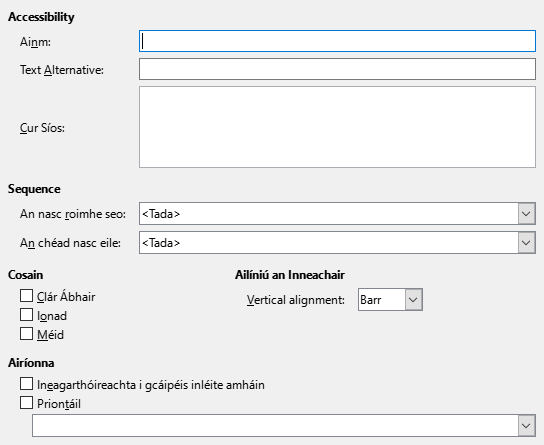 Accessibility
Ainm:
Text Alternative:
Cur Síos:
Sequence
An nasc roimhe seo: <Tada>
An chéad nasc eile: <Tada>
Cosain Ailíniú an Inneachair
Clár Ábhair Vertical alignment: Barr
Ionad
Méid
Airíonna
Ineagarthóireachta i gcáipéis inléite amháin
Priontáil